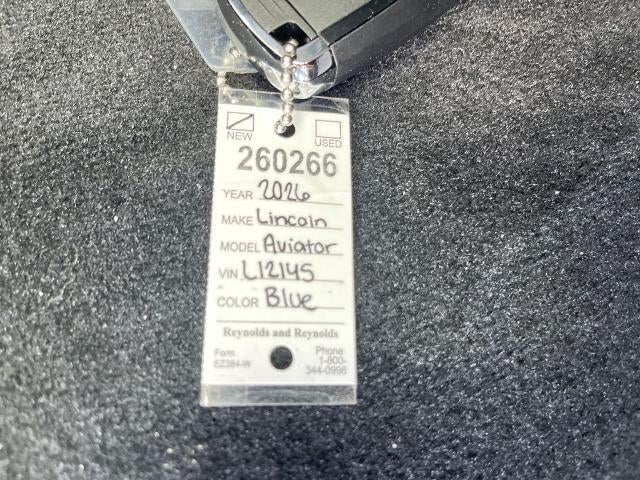 NEW USED
260266
YEAR 2026
MAKE Lincoln
MODEL Aviator
VIN L12145
COLOR Blue
Reynolds and Reynolds
Form Phone:
EZ384-W 1-800-
344-0996